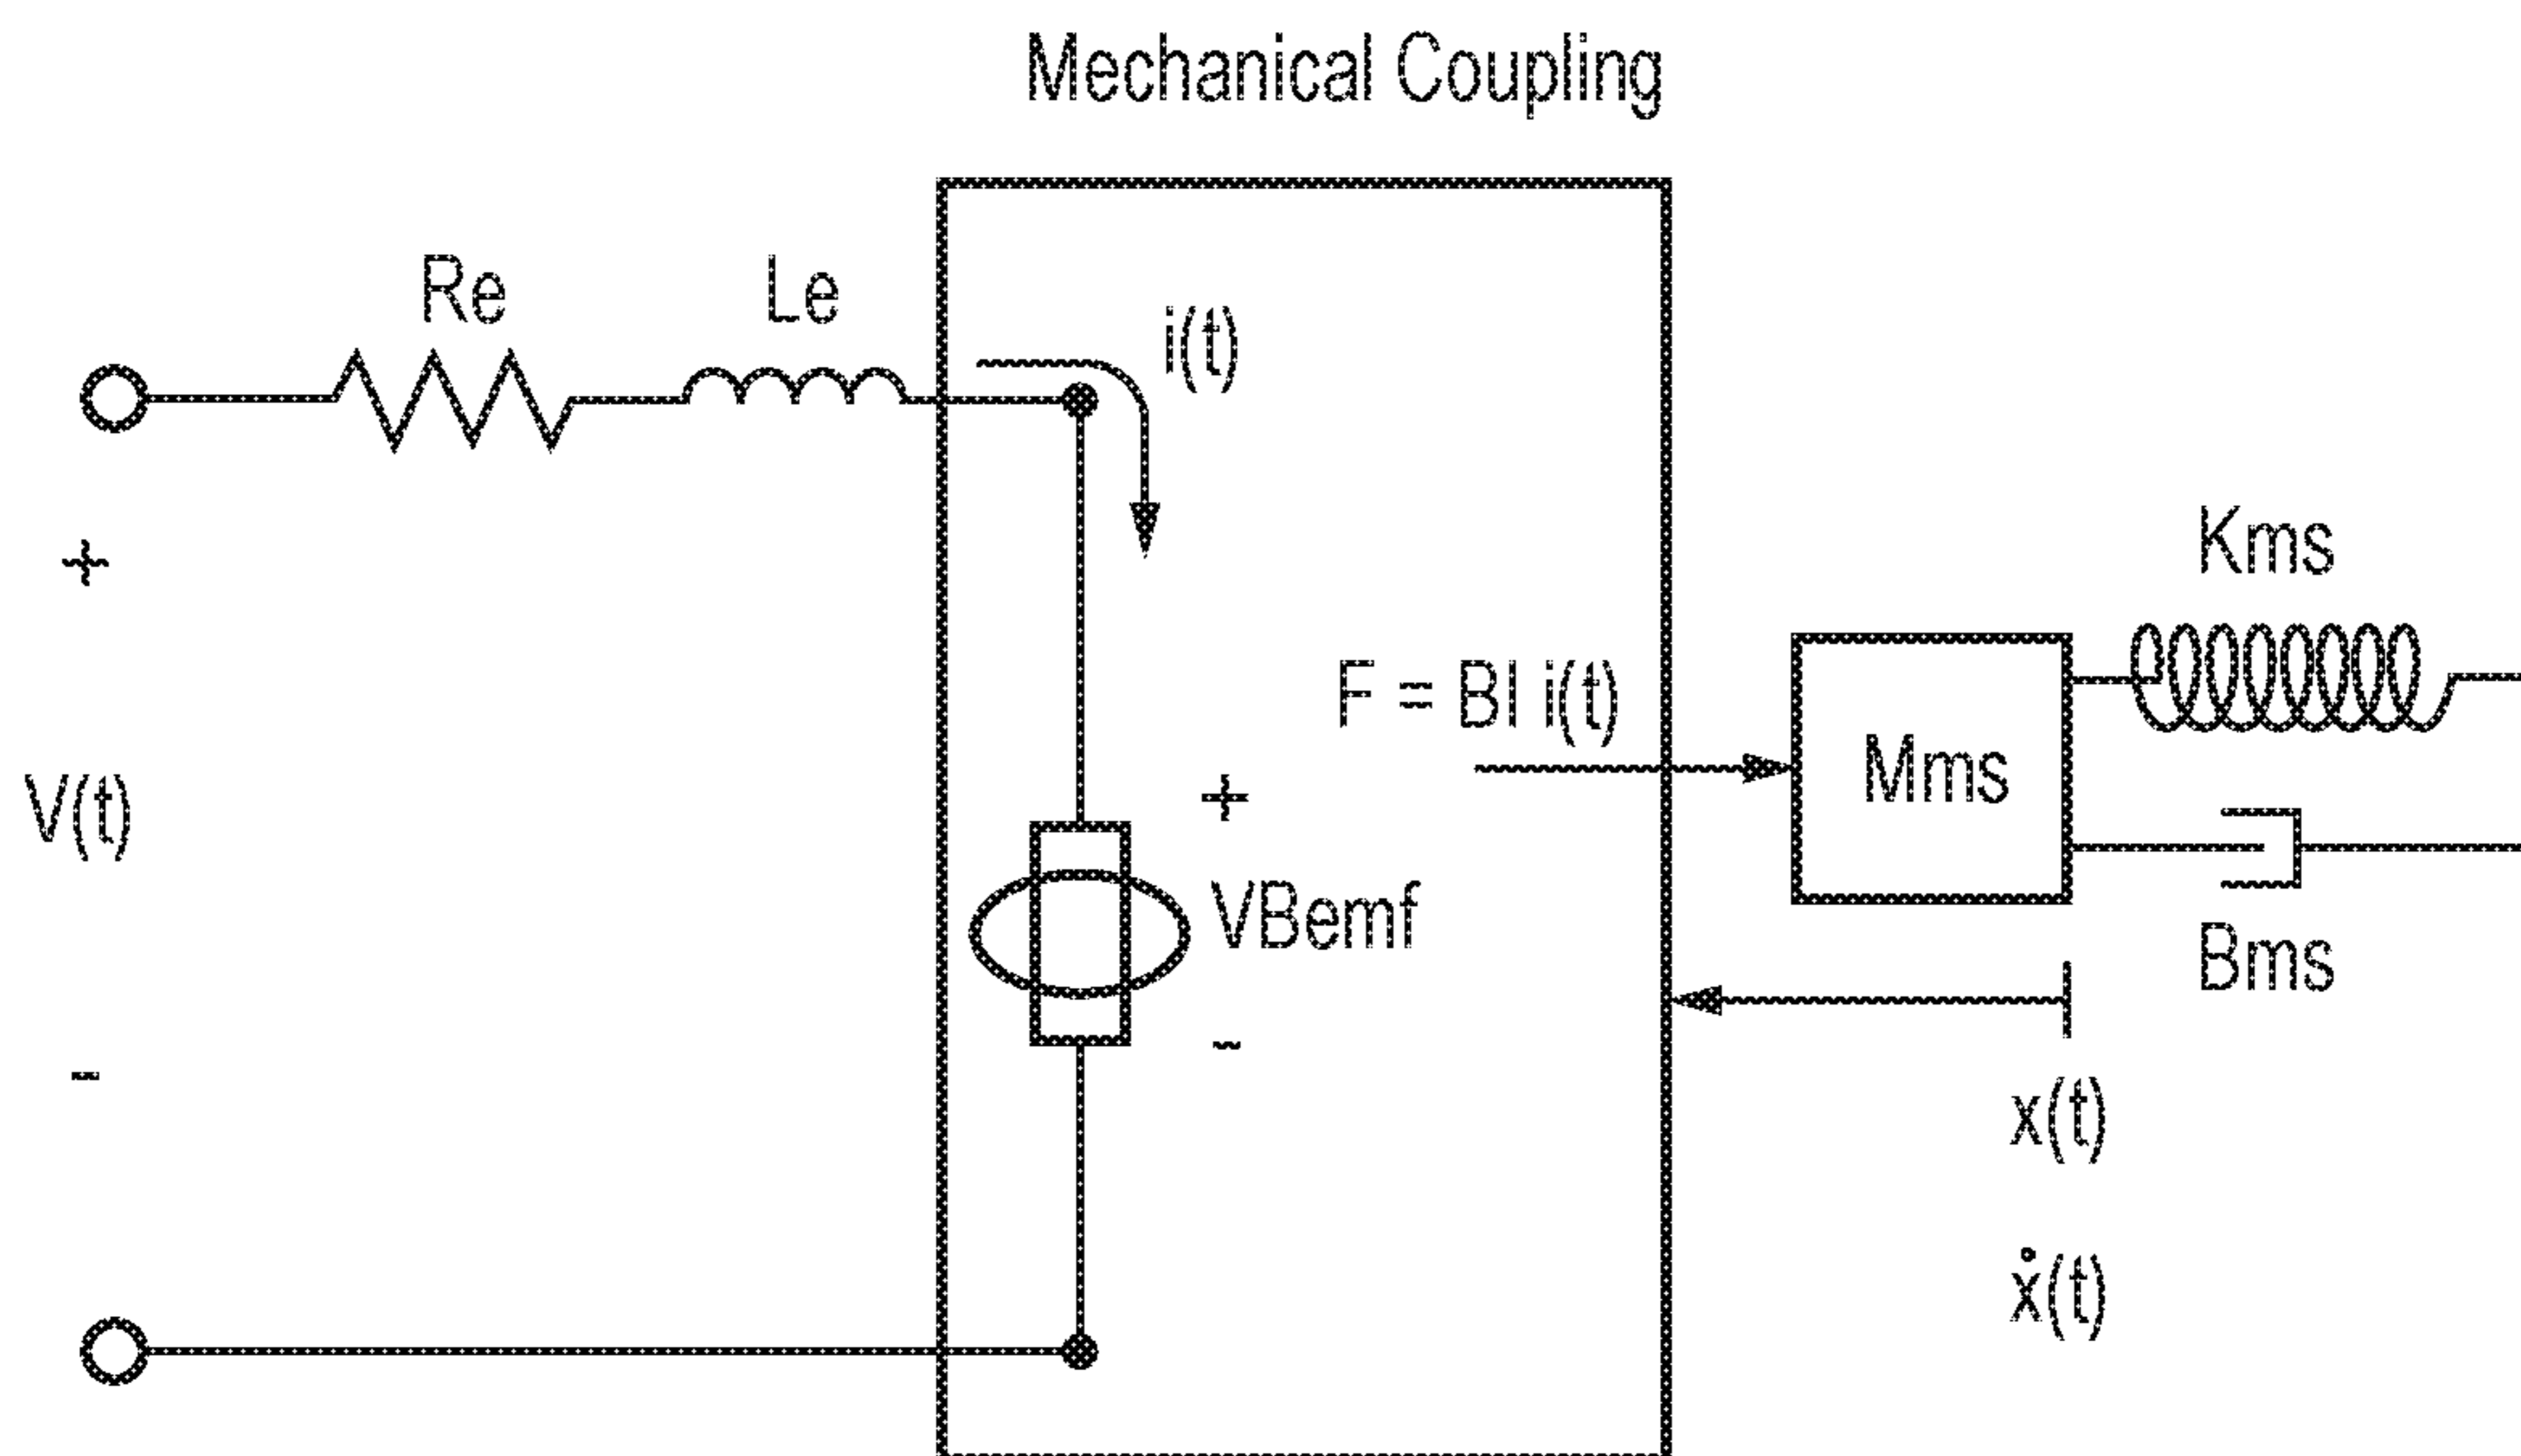 Mechanical Coupling
Re
Le
i(t)
+
Kms
F = Bl i(t)
Mms
V(t)
+
VBemf
-
Bms
-
x(t)
ẋ(t)